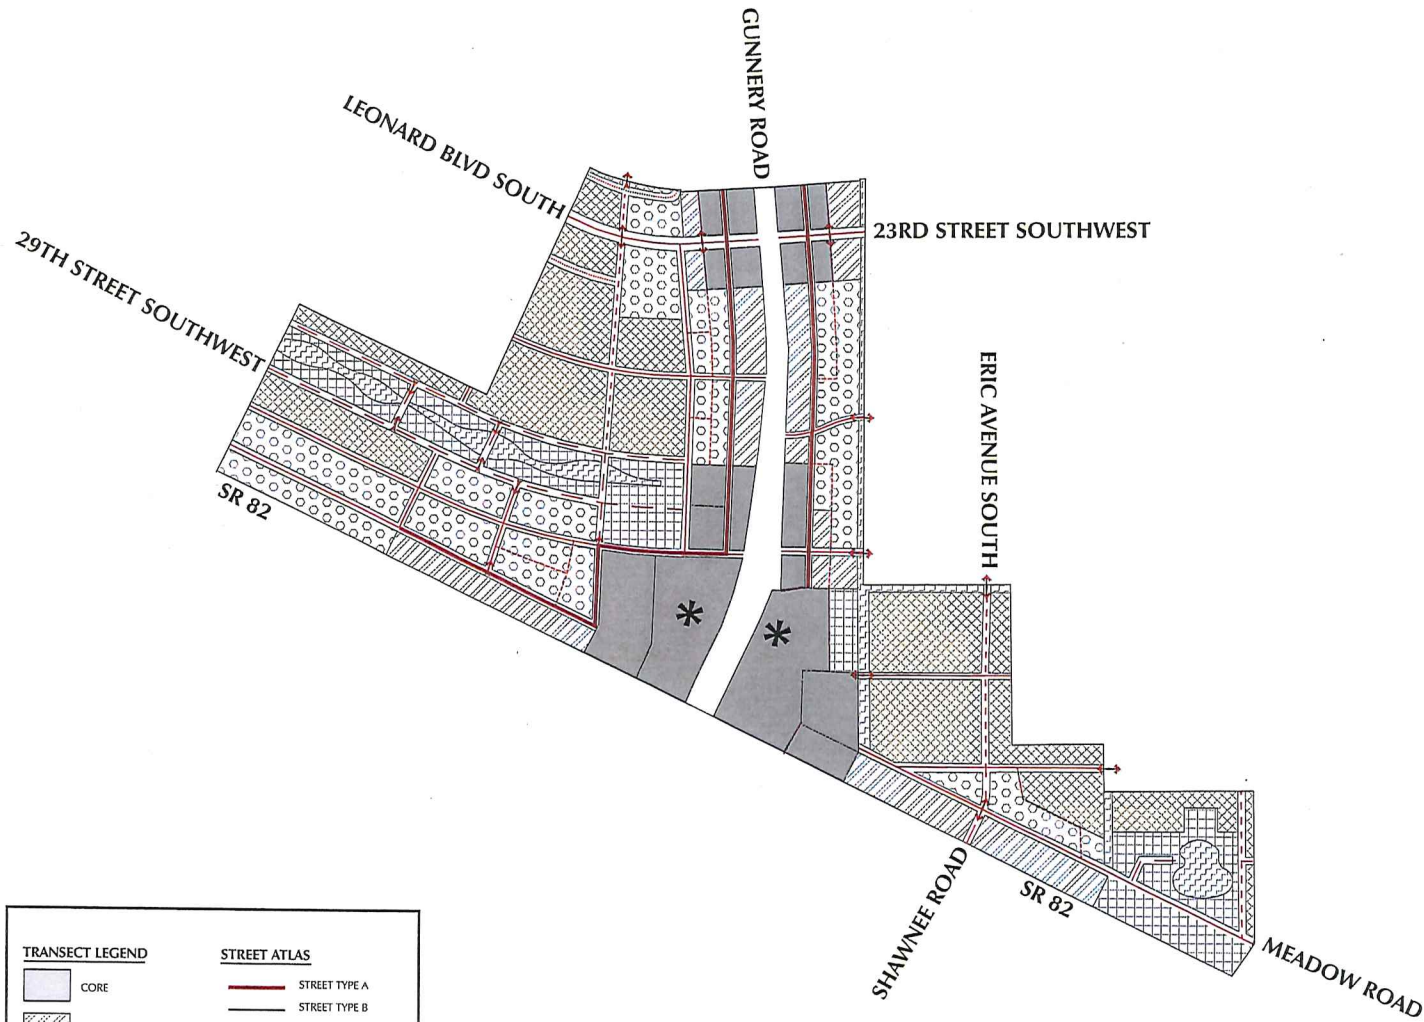 GUNNERY ROAD
LEONARD BLVD SOUTH
23RD STREET SOUTHWEST
29TH STREET SOUTHWEST
ERIC AVENUE SOUTH
SR 82
*
*
SHAWNEE ROAD
SR 82
MEADOW ROAD
TRANSECT LEGEND
CORE
STREET ATLAS
STREET TYPE A
STREET TYPE B